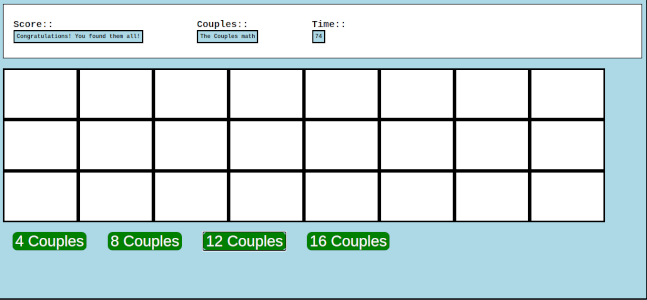 Score:: Couples:: Time::
Congratulations! You found them all! The Couples math 74
4 Couples 8 Couples 12 Couples 16 Couples